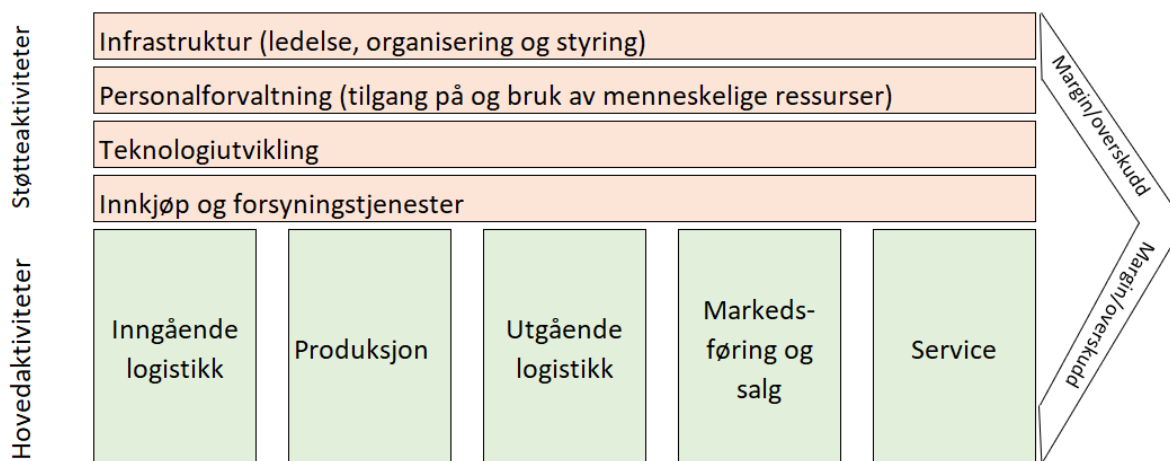 Støtteaktiviteter
Infrastruktur (ledelse, organisering og styring)
Personalforvaltning (tilgang på og bruk av menneskelige ressurser)
Teknologiutvikling
Innkjøp og forsyningstjenester
Margin/overskudd
Hovedaktiviteter
Inngående
logistikk
Produksjon
Utgående
logistikk
Markeds-
føring og
salg
Service
Margin/overskudd